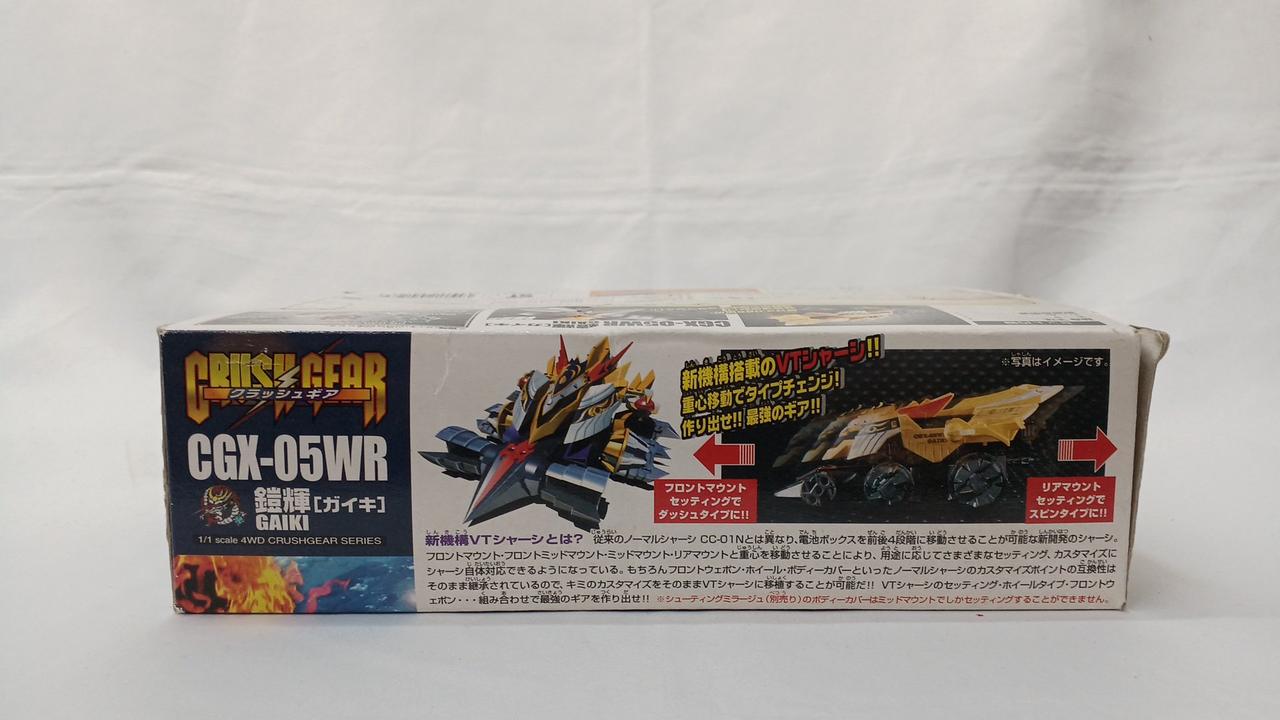 CGX-05WR [ガイキ]
GAIKI
CRUSH GEAR
クラッシュギア
CGX-05WR
鎧輝[ガイキ]
GAIKI
1/1 scale 4WD CRUSHGEAR SERIES
新機構搭載のVTシャーシ!!
重心移動でタイプチェンジ!
作り出せ!! 最強のギア!!
※写真はイメージです。
フロントマウント
セッティングで
ダッシュタイプに!!
リアマウント
セッティングで
スピンタイプに!!
新機構VTシャーシとは? 従来のノーマルシャーシ CC-01Nとは異なり、電池ボックスを前後4段階に移動させることが可能な新開発のシャーシ。
フロントマウント・フロントミッドマウント・ミッドマウント・リアマウントと重心を移動させることにより、用途に応じてさまざまなセッティング、カスタマイズに
シャーシ自体対応できるようになっている。もちろんフロントウェポン・ホイール・ボディーカバーといったノーマルシャーシのカスタマイズポイントの互換性は
そのまま継承されているので、キミのカスタマイズをそのままVTシャーシに移植することが可能だ!! VTシャーシのセッティング・ホイールタイプ・フロントウ
ェポン・・・組み合わせで最強のギアを作り出せ!! ※シューティングミラージュ(別売り)のボディーカバーはミッドマウントでしかセッティングすることができません。